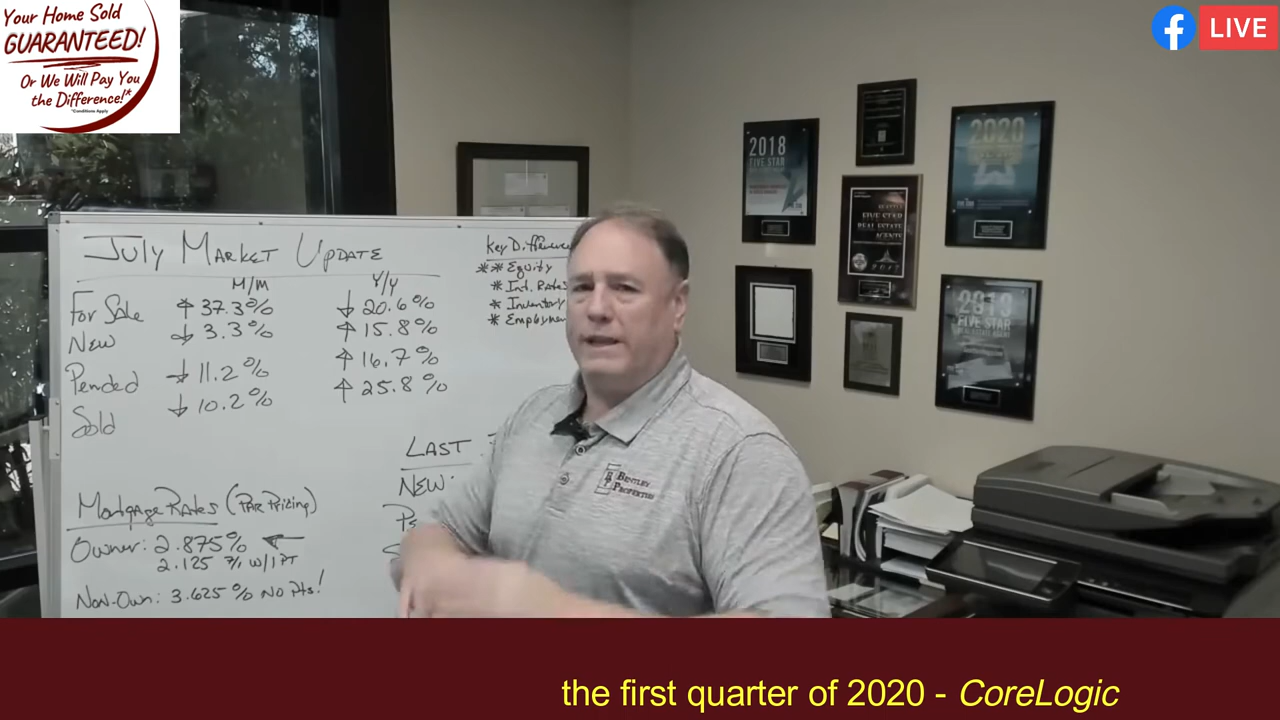 Your Home Sold
GUARANTEED!
Or We Will Pay You
the Difference!*
*Conditions Apply
LIVE
July Market Update
M/M Y/Y
For Sale ↑ 37.3% ↓ 20.6%
New ↓ 3.3% ↑ 15.8%
Pended ↓ 11.2% ↑ 16.7%
Sold ↓ 10.2% ↑ 25.8%
Key
** Equity
* Int. Rates
* Inventory
*
LAST
NEW:
Mortgage Rates (PAR Pricing)
Owner: 2.875% ←
2.125 % w/1 PT
Non-Own: 3.625% No Pts!
Bentley
Properties
2018
FIVE STAR
2020
FIVE STAR
REAL ESTATE
AGENTS
FIVE STAR
the first quarter of 2020 - CoreLogic